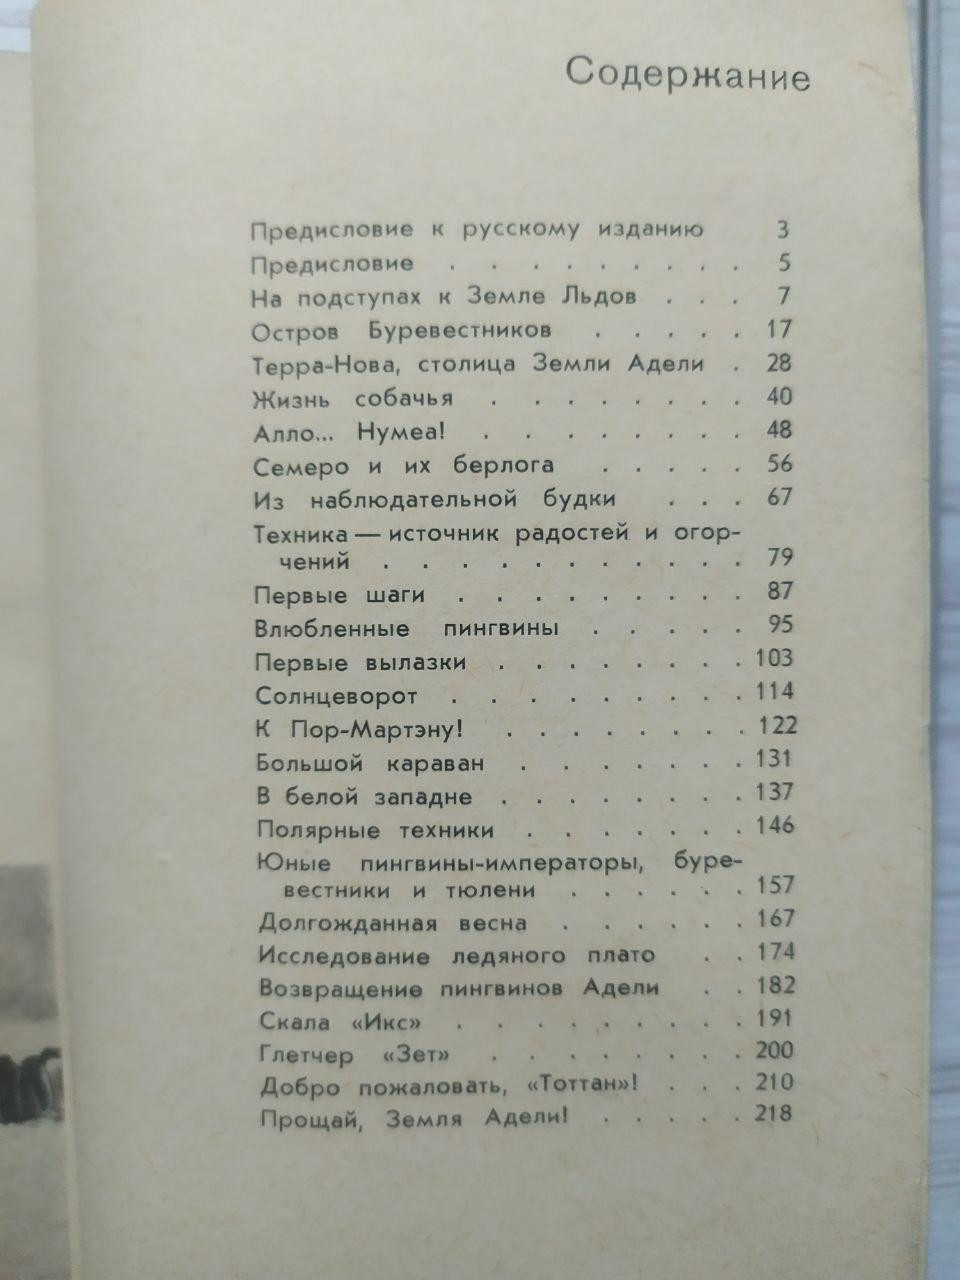 Содержание
Предисловие к русскому изданию 3
Предисловие . . . . . . . . . 5
На подступах к Земле Льдов . . . 7
Остров Буревестников . . . . . 17
Терра-Нова, столица Земли Адели . 28
Жизнь собачья . . . . . . . 40
Алло... Нумеа! . . . . . . . . 48
Семеро и их берлога . . . . . 56
Из наблюдательной будки . . . 67
Техника — источник радостей и огор-
чений . . . . . . . . . . . 79
Первые шаги . . . . . . . . . 87
Влюбленные пингвины . . . . . 95
Первые вылазки . . . . . . . . 103
Солнцеворот . . . . . . . . . 114
К Пор-Мартэну! . . . . . . . . 122
Большой караван . . . . . . . 131
В белой западне . . . . . . . . 137
Полярные техники . . . . . . . 146
Юные пингвины-императоры, буре-
вестники и тюлени . . . . . . 157
Долгожданная весна . . . . . . 167
Исследование ледяного плато . . 174
Возвращение пингвинов Адели . . 182
Скала «Икс» . . . . . . . . . 191
Глетчер «Зет» . . . . . . . . 200
Добро пожаловать, «Тоттан»! . . . 210
Прощай, Земля Адели! . . . . . 218